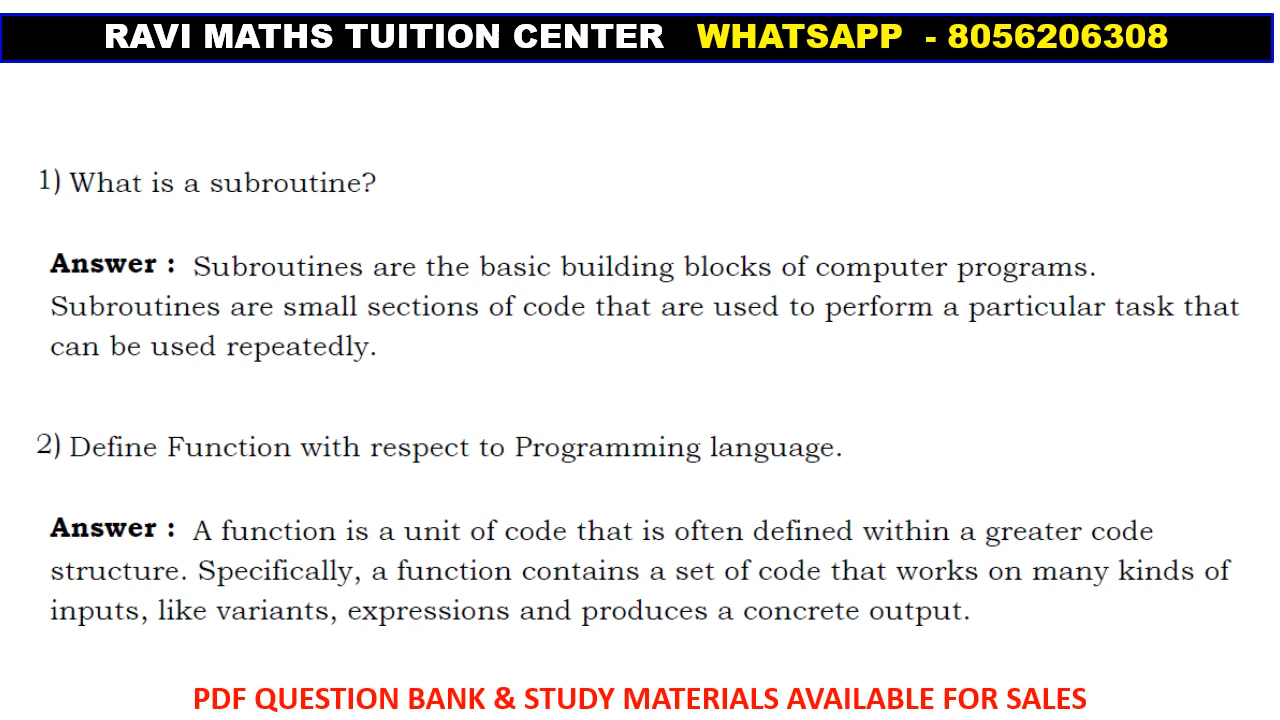 RAVI MATHS TUITION CENTER WHATSAPP - 8056206308
1) What is a subroutine?
Answer : Subroutines are the basic building blocks of computer programs.
Subroutines are small sections of code that are used to perform a particular task that
can be used repeatedly.
2) Define Function with respect to Programming language.
Answer : A function is a unit of code that is often defined within a greater code
structure. Specifically, a function contains a set of code that works on many kinds of
inputs, like variants, expressions and produces a concrete output.
PDF QUESTION BANK & STUDY MATERIALS AVAILABLE FOR SALES